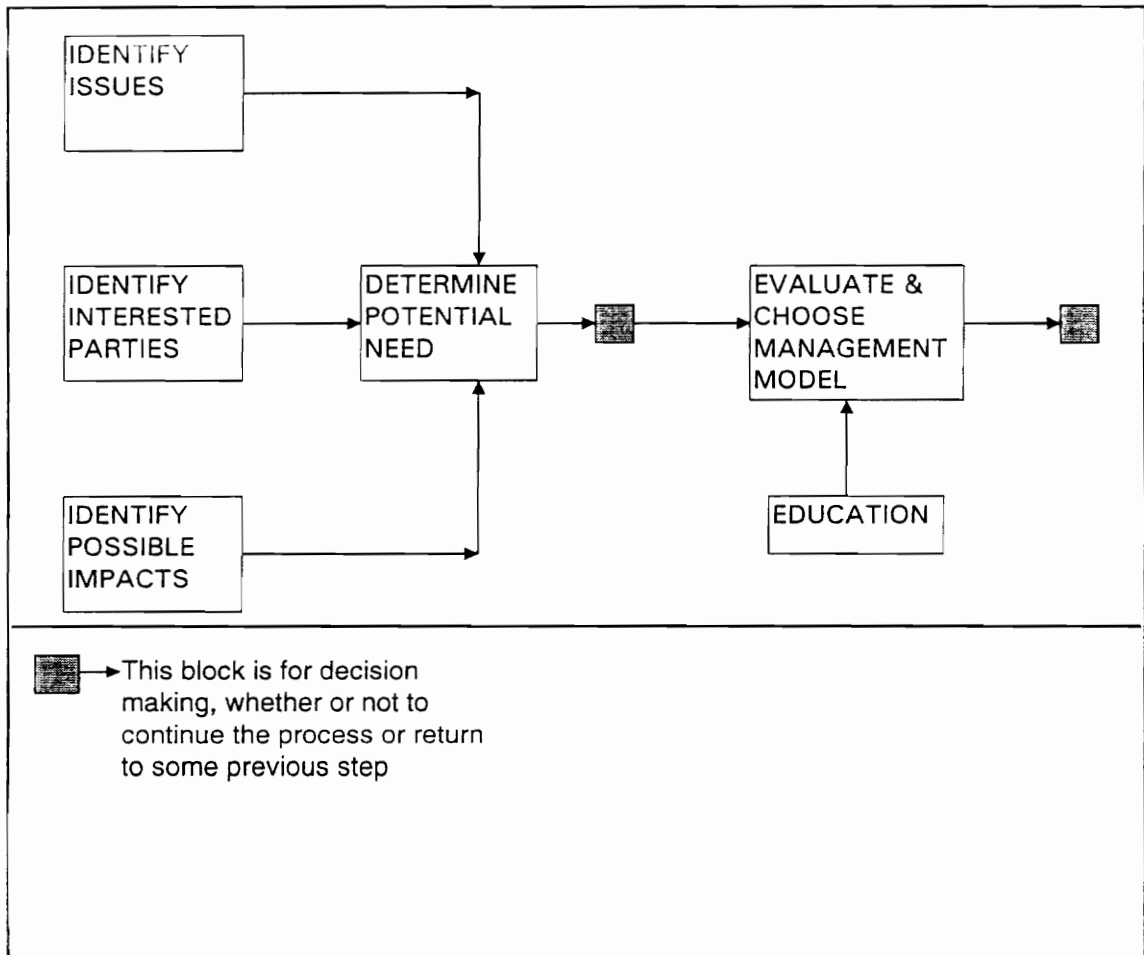 IDENTIFY
ISSUES
IDENTIFY
INTERESTED
PARTIES
DETERMINE
POTENTIAL
NEED
EVALUATE &
CHOOSE
MANAGEMENT
MODEL
IDENTIFY
POSSIBLE
IMPACTS
EDUCATION
This block is for decision
making, whether or not to
continue the process or return
to some previous step